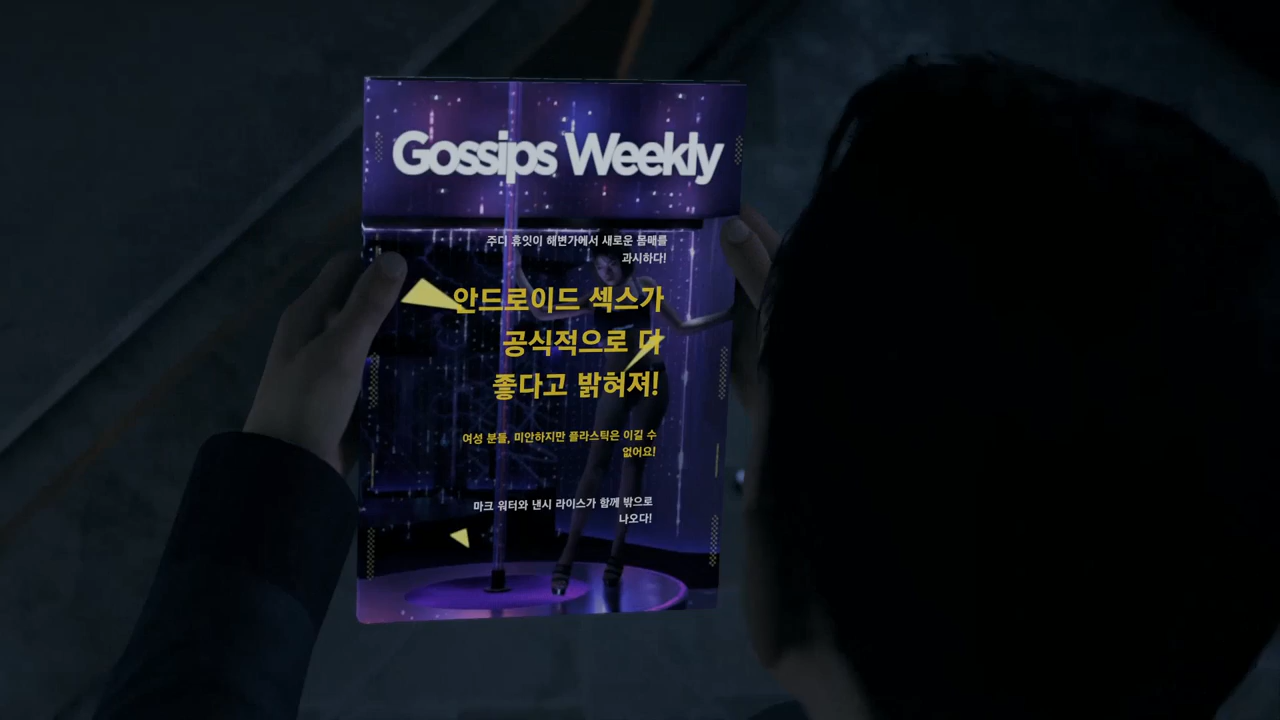 Gossips Weekly
주디 휴잇이 해변가에서 새로운 몸매를
과시하다!
안드로이드 섹스가
공식적으로 더
좋다고 밝혀져!
여성 분들, 미안하지만 플라스틱은 이길 수
없어요!
마크 워터와 낸시 라이스가 함께 밖으로
나오다!